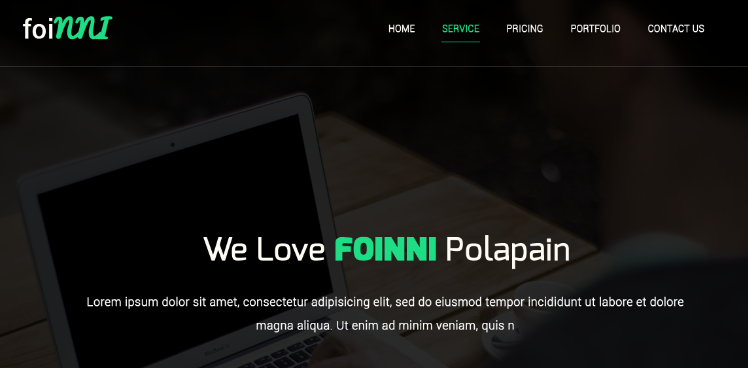 foiNNI
HOME SERVICE PRICING PORTFOLIO CONTACT US
We Love FOINNI Polapain
Lorem ipsum dolor sit amet, consectetur adipisicing elit, sed do eiusmod tempor incididunt ut labore et dolore
magna aliqua. Ut enim ad minim veniam, quis n